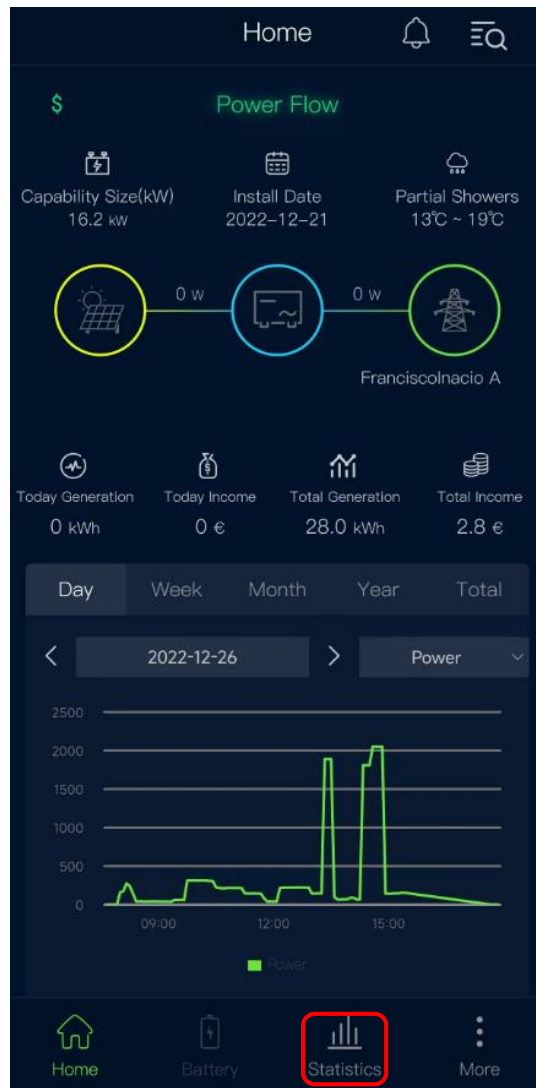 Home
$ Power Flow
Capability Size(kW) Install Date Partial Showers
16.2 kW 2022-12-21 13℃ ~ 19℃
0 w 0 w
FranciscoInacio A
Today Generation Today Income Total Generation Total Income
0 kWh 0 € 28.0 kWh 2.8 €
Day Week Month Year Total
< 2022-12-26 > Power
2500
2000
1500
1000
500
0
09:00 12:00 15:00
Power
Home Battery Statistics More